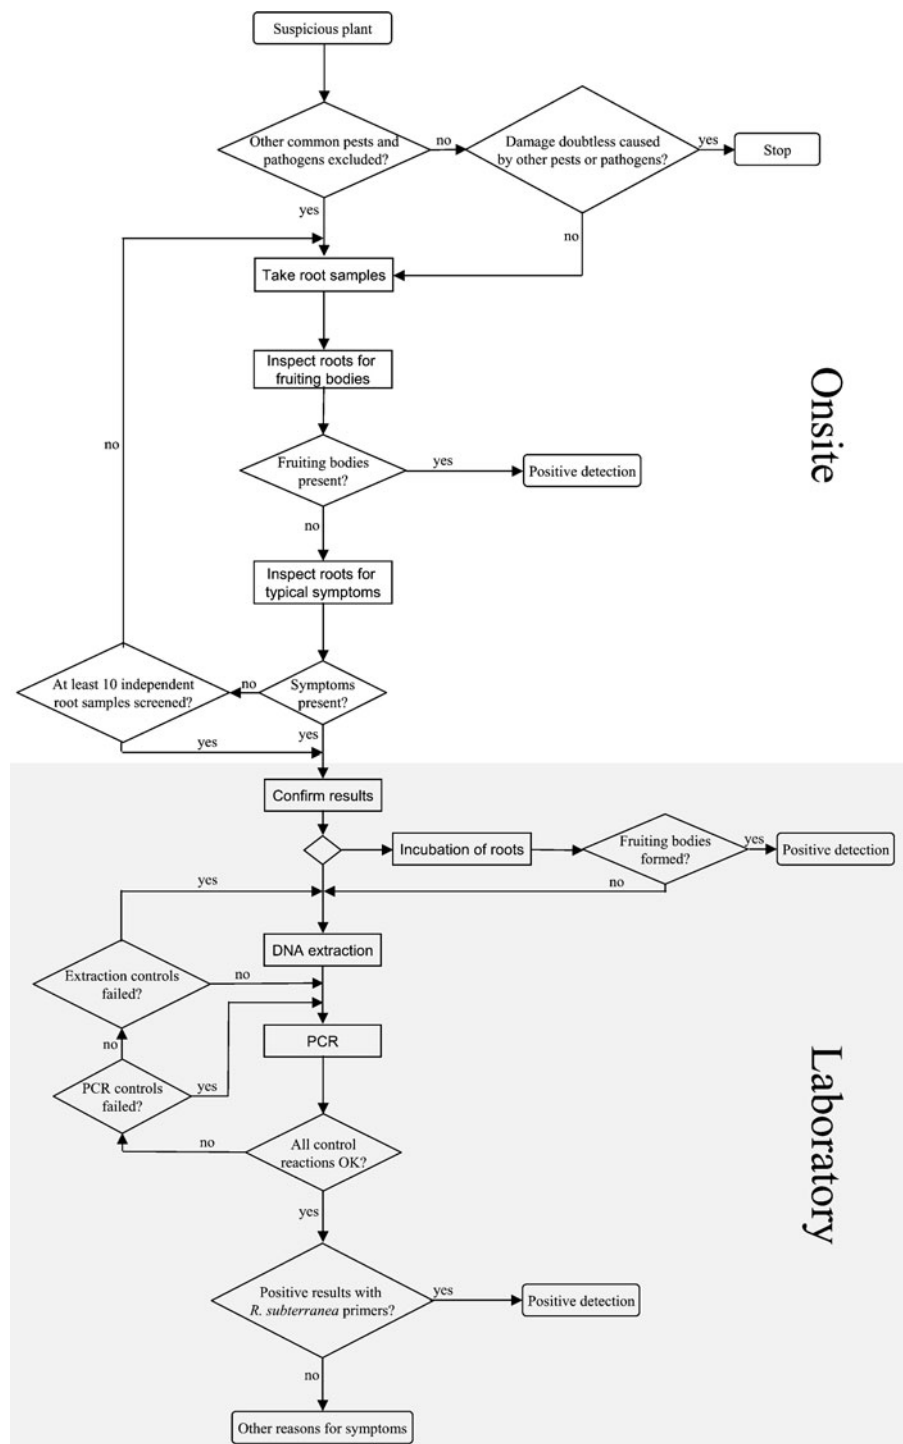 Suspicious plant
Other common pests and
pathogens excluded?
no
Damage doubtless caused
by other pests or pathogens?
yes
Stop
yes
no
Take root samples
Inspect roots for
fruiting bodies
Onsite
no
Fruiting bodies
present?
yes
Positive detection
no
Inspect roots for
typical symptoms
At least 10 independent
root samples screened?
no
Symptoms
present?
yes
yes
Confirm results
Incubation of roots
Fruiting bodies
formed?
yes
Positive detection
yes
no
DNA extraction
Extraction controls
failed?
no
PCR
no
PCR controls
failed?
yes
Laboratory
no
All control
reactions OK?
yes
Positive results with
R. subterranea primers?
yes
Positive detection
no
Other reasons for symptoms